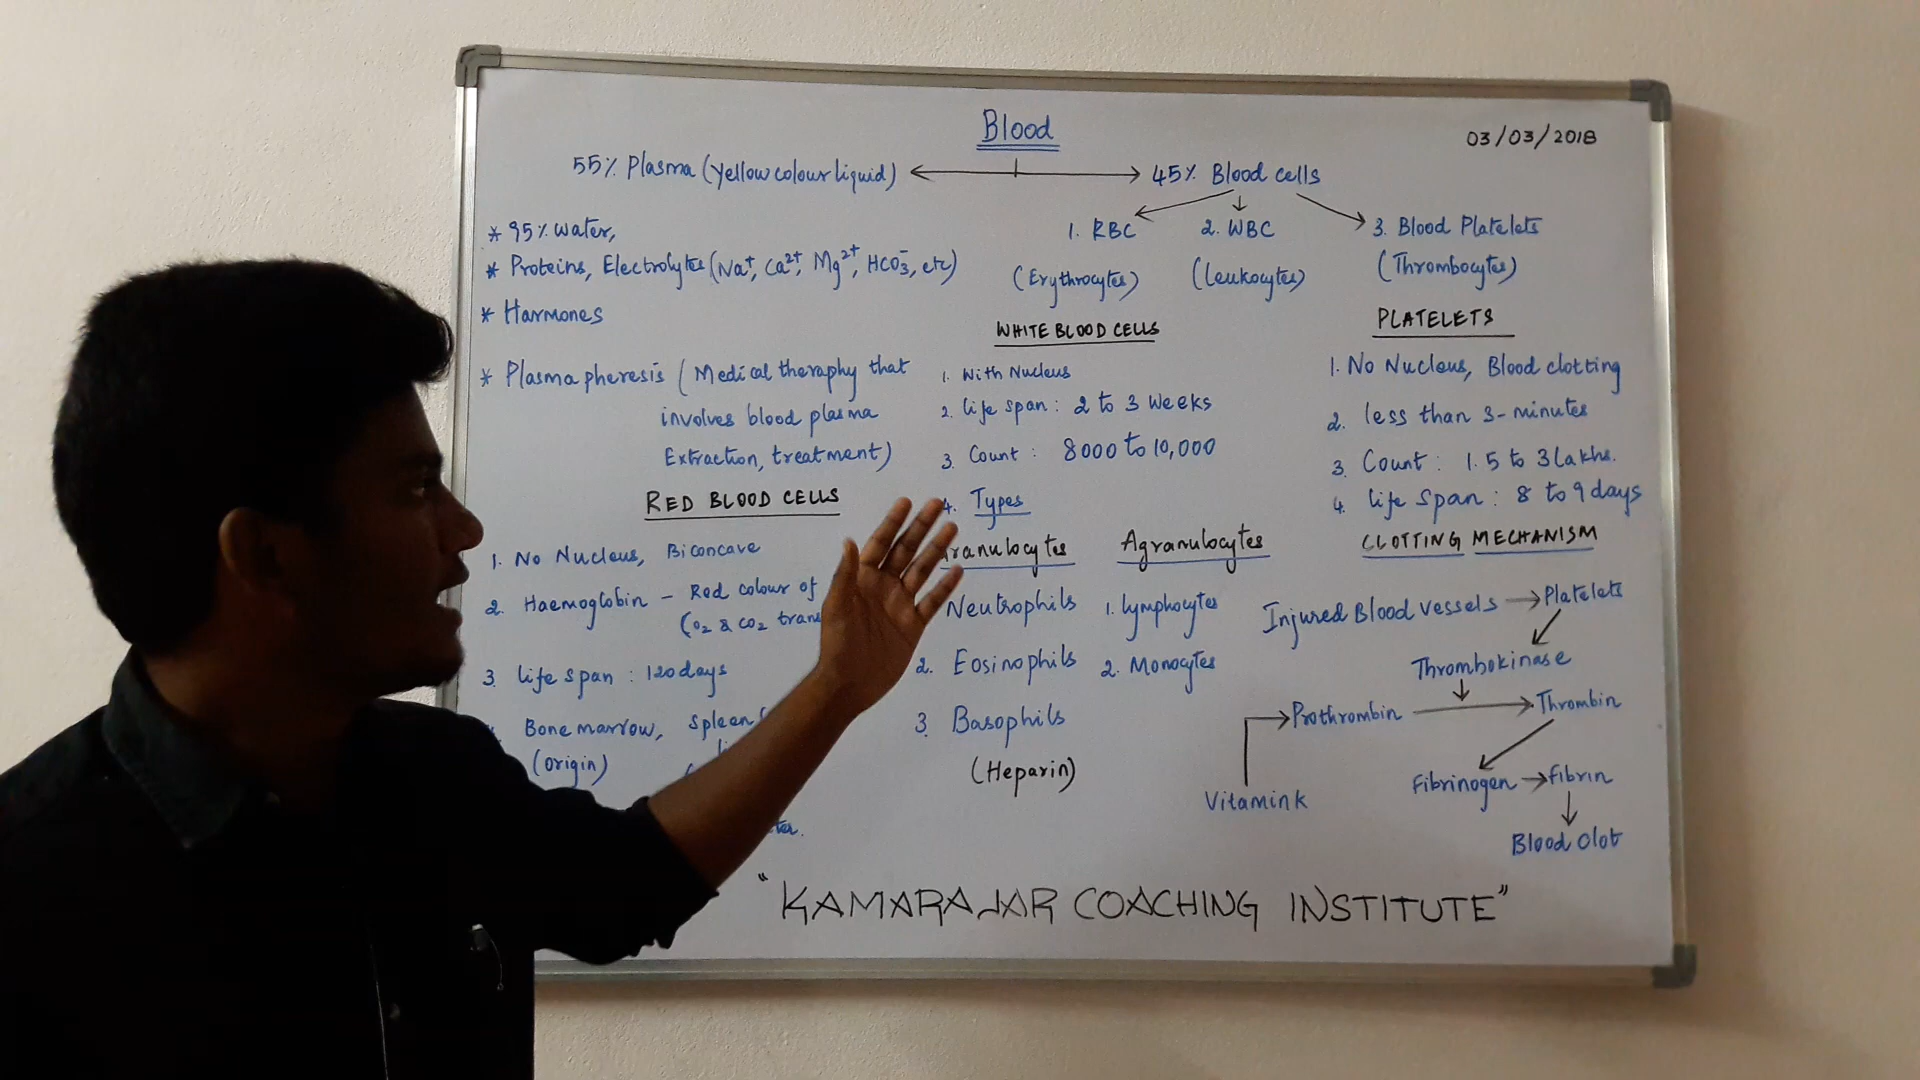 Blood
03/03/2018
55% Plasma (Yellow colour liquid)
45% Blood cells
* 95% water,
* Proteins, Electrolytes (Na⁺, Ca²⁺, Mg²⁺, HCO₃⁻, etc)
* Harmones
* Plasma pheresis (Medical theraphy that
involves blood plasma
Extraction, treatment)
1. RBC
(Erythrocytes)
2. WBC
(Leukocytes)
3. Blood Platelets
(Thrombocytes)
RED BLOOD CELLS
1. No Nucleus, Biconcave
2. Haemoglobin – Red colour of
(O₂ & CO₂
3. life span : 120 days
Bone marrow, Spleen
(origin)
WHITE BLOOD CELLS
1. With Nucleus
2. life span : 2 to 3 Weeks
3. Count : 8000 to 10,000
4. Types
Agranulocytes
Neutrophils
2. Eosinophils
3. Basophils
(Heparin)
1. lymphocytes
2. Monocytes
PLATELETS
1. No Nucleus, Blood clotting
2. less than 3-minutes
3. Count : 1.5 to 3 Lakhs.
4. life Span : 8 to 9 days
CLOTTING MECHANISM
Injured Blood vessels → Platelets
Thrombokinase
Prothrombin → Thrombin
Vitamin k
Fibrinogen → fibrin
Blood Clot
"KAMARAJAR COACHING INSTITUTE"